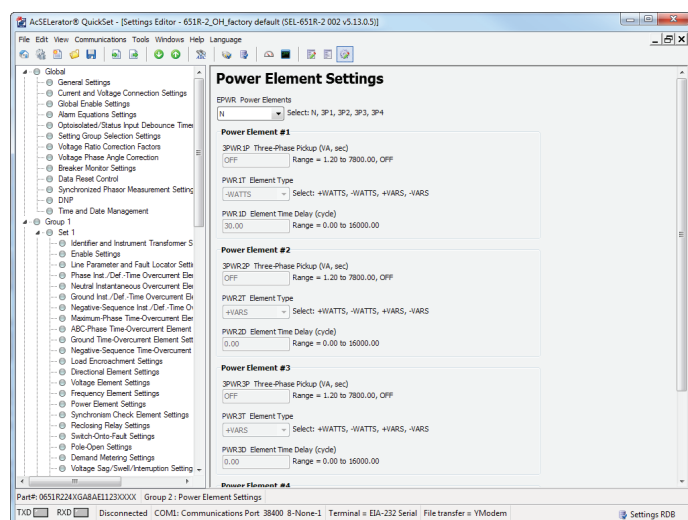 AcSELerator® QuickSet - [Settings Editor - 651R-2_OH_factory default (SEL-651R-2 002 v5.13.0.5)]
File Edit View Communications Tools Windows Help Language
Global
General Settings
Current and Voltage Connection Settings
Global Enable Settings
Alarm Equations Settings
Optoisolated/Status Input Debounce Timer
Setting Group Selection Settings
Voltage Ratio Correction Factors
Voltage Phase Angle Correction
Breaker Monitor Settings
Data Reset Control
Synchronized Phasor Measurement Setting
DNP
Time and Date Management
Group 1
Set 1
Identifier and Instrument Transformer S
Enable Settings
Line Parameter and Fault Locator Setti
Phase Inst./Def.-Time Overcurrent Eler
Neutral Instantaneous Overcurrent Ele
Ground Inst./Def.-Time Overcurrent El
Negative-Sequence Inst./Def.-Time O
Maximum-Phase Time-Overcurrent Eler
ABC-Phase Time-Overcurrent Element
Ground Time-Overcurrent Element Sett
Negative-Sequence Time-Overcurrent
Load Encroachment Settings
Directional Element Settings
Voltage Element Settings
Frequency Element Settings
Power Element Settings
Synchronism Check Element Settings
Reclosing Relay Settings
Switch-Onto-Fault Settings
Pole-Open Settings
Demand Metering Settings
Voltage Sag/Swell/Interruption Setting
Power Element Settings
EPWR Power Elements
N Select: N, 3P1, 3P2, 3P3, 3P4
Power Element #1
3PWR1P Three-Phase Pickup (VA, sec)
OFF Range = 1.20 to 7800.00, OFF
PWR1T Element Type
-WATTS Select: +WATTS, -WATTS, +VARS, -VARS
PWR1D Element Time Delay (cycle)
30.00 Range = 0.00 to 16000.00
Power Element #2
3PWR2P Three-Phase Pickup (VA, sec)
OFF Range = 1.20 to 7800.00, OFF
PWR2T Element Type
+VARS Select: +WATTS, -WATTS, +VARS, -VARS
PWR2D Element Time Delay (cycle)
0.00 Range = 0.00 to 16000.00
Power Element #3
3PWR3P Three-Phase Pickup (VA, sec)
OFF Range = 1.20 to 7800.00, OFF
PWR3T Element Type
+VARS Select: +WATTS, -WATTS, +VARS, -VARS
PWR3D Element Time Delay (cycle)
0.00 Range = 0.00 to 16000.00
Power Element #4
Part#: 0651R224XGA8AE1123XXXX Group 2 : Power Element Settings
TXD RXD Disconnected COM1: Communications Port 38400 8-None-1 Terminal = EIA-232 Serial File transfer = YModem Settings RDB